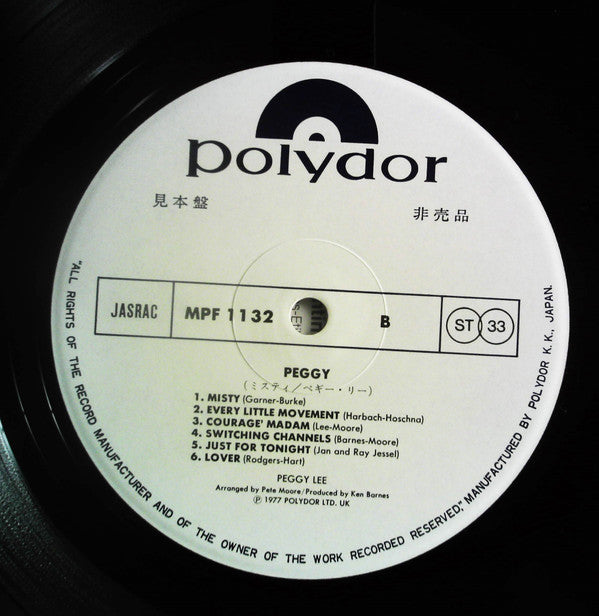 polydor
見本盤
非売品
JASRAC
MPF 1132
B
ST 33
PEGGY
(ミスティ/ペギー・リー)
1. MISTY (Garner-Burke)
2. EVERY LITTLE MOVEMENT (Harbach-Hoschna)
3. COURAGE' MADAM (Lee-Moore)
4. SWITCHING CHANNELS (Barnes-Moore)
5. JUST FOR TONIGHT (Jan and Ray Jessel)
6. LOVER (Rodgers-Hart)
PEGGY LEE
Arranged by Pete Moore/Produced by Ken Barnes
℗ 1977 POLYDOR LTD. UK
"ALL RIGHTS OF THE RECORD MANUFACTURER AND OF THE OWNER OF THE WORK RECORDED RESERVED," MANUFACTURED BY POLYDOR K. K., JAPAN.